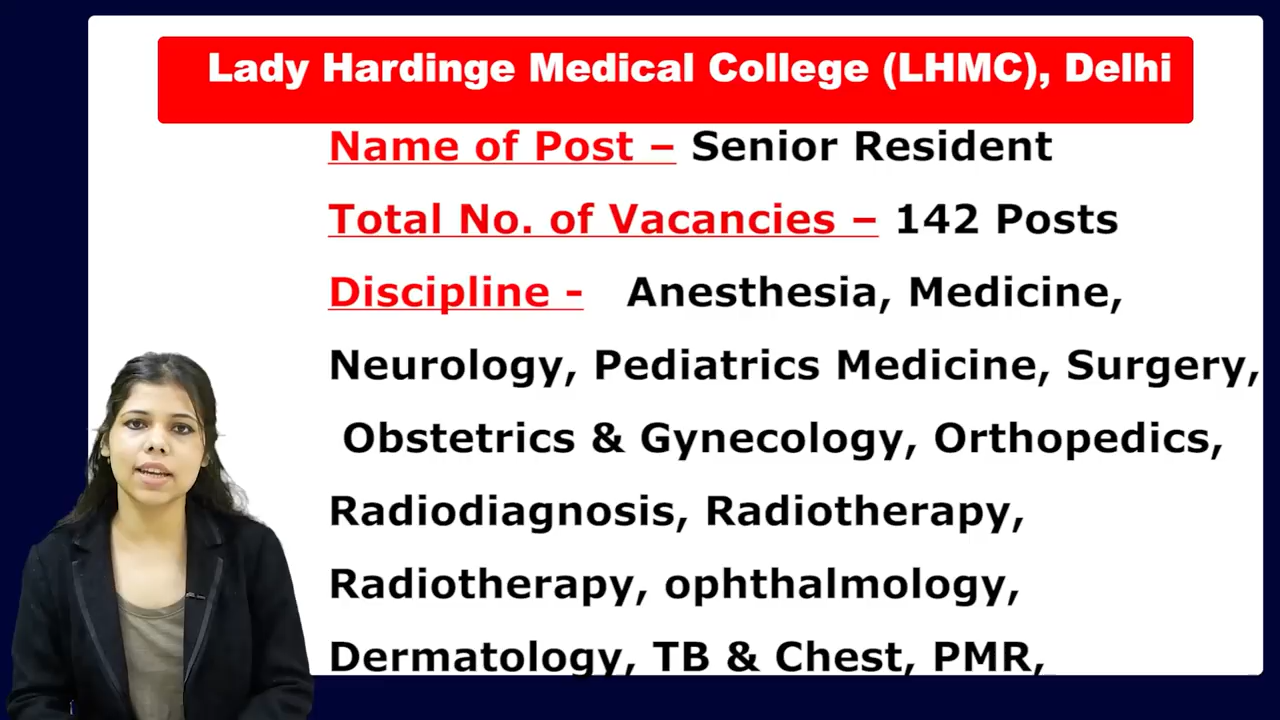 Lady Hardinge Medical College (LHMC), Delhi
Name of Post – Senior Resident
Total No. of Vacancies – 142 Posts
Discipline - Anesthesia, Medicine,
Neurology, Pediatrics Medicine, Surgery,
Obstetrics & Gynecology, Orthopedics,
Radiodiagnosis, Radiotherapy,
Radiotherapy, ophthalmology,
Dermatology, TB & Chest, PMR,